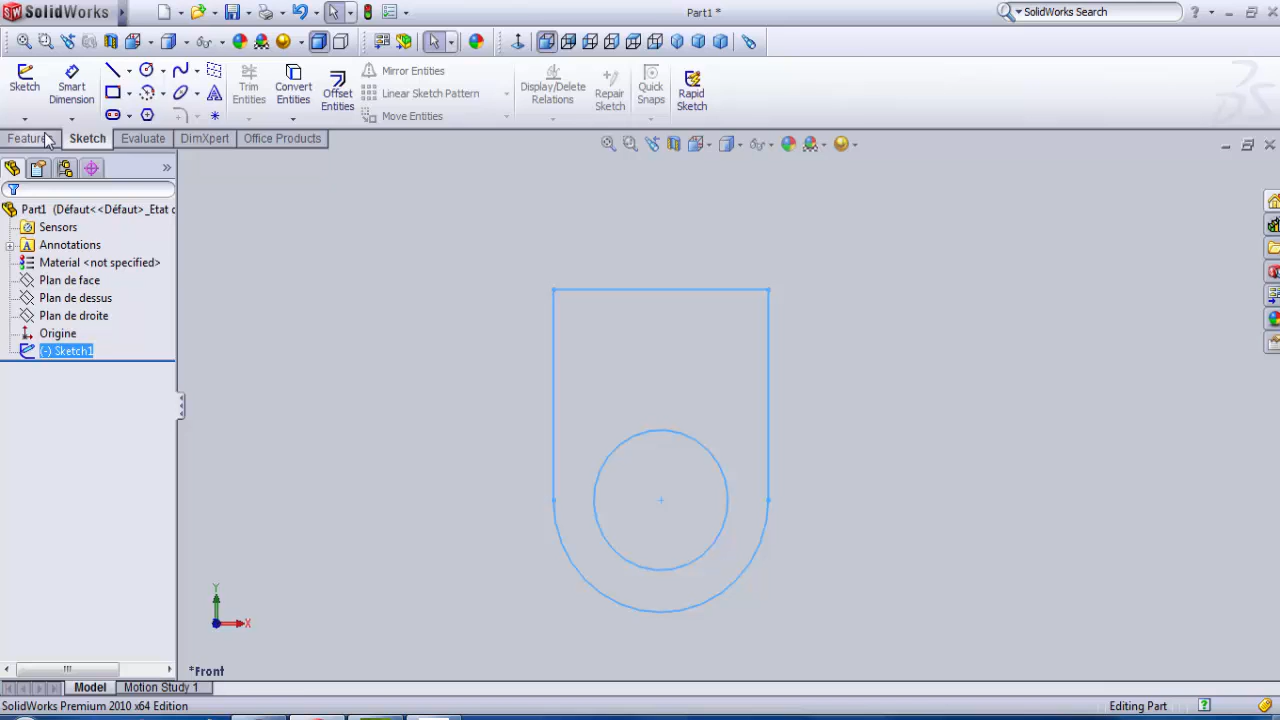 SolidWorks
Part1 *
SolidWorks Search
Sketch
Smart Dimension
Trim Entities
Convert Entities
Offset Entities
Mirror Entities
Linear Sketch Pattern
Move Entities
Display/Delete Relations
Repair Sketch
Quick Snaps
Rapid Sketch
Sketch
Evaluate
DimXpert
Office Products
Part1 (Défaut<<Défaut>_Etat
Sensors
Annotations
Material <not specified>
Plan de face
Plan de dessus
Plan de droite
Origine
(-) Sketch1
Y
X
*Front
Model
Motion Study 1
SolidWorks Premium 2010 x64 Edition
Editing Part